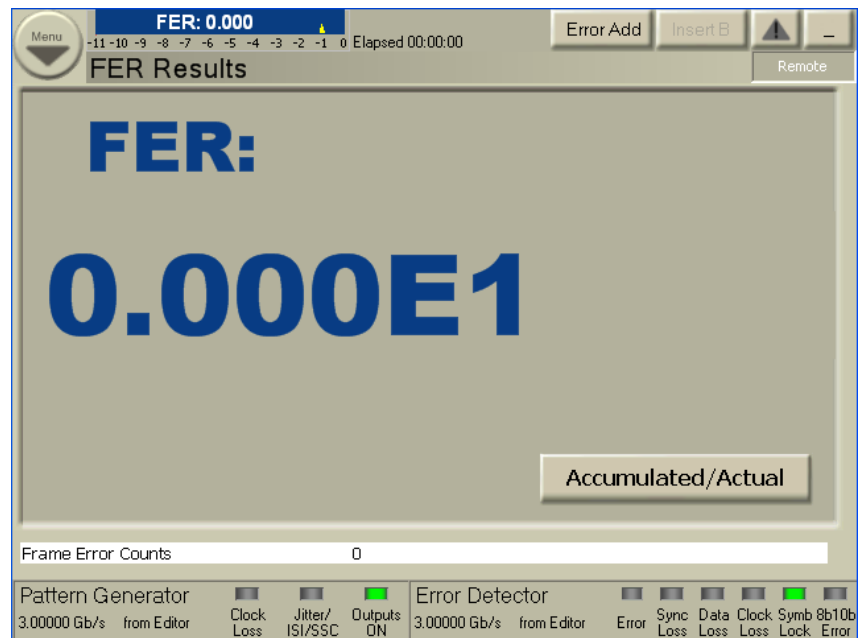 FER: 0.000
Menu
-11 -10 -9 -8 -7 -6 -5 -4 -3 -2 -1 0 Elapsed 00:00:00
Error Add
Insert B
_
FER Results
Remote
FER:
0.000E1
Accumulated/Actual
Frame Error Counts 0
Pattern Generator
3.00000 Gb/s from Editor
Clock Loss
Jitter/ ISI/SSC
Outputs ON
Error Detector
3.00000 Gb/s from Editor
Error
Sync Loss
Data Loss
Clock Loss
Symb Lock
8b10b Error